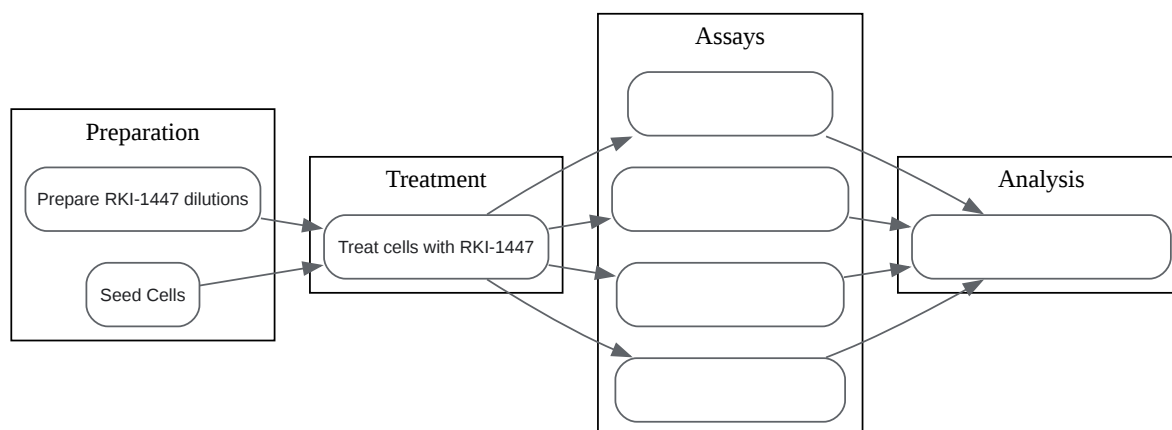 Preparation
Prepare RKI-1447 dilutions
Seed Cells
Treatment
Treat cells with RKI-1447
Assays
Analysis